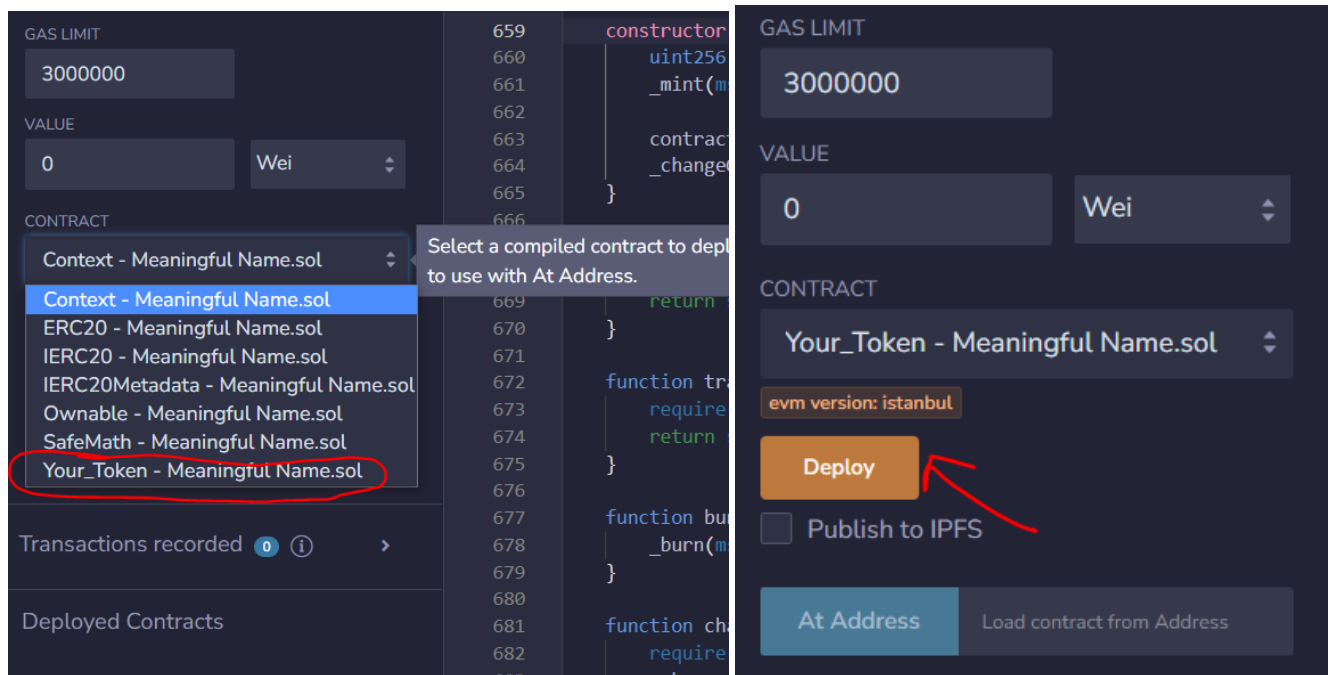 GAS LIMIT
3000000
VALUE
0
Wei
CONTRACT
Context - Meaningful Name.sol
Context - Meaningful Name.sol
ERC20 - Meaningful Name.sol
IERC20 - Meaningful Name.sol
IERC20Metadata - Meaningful Name.sol
Ownable - Meaningful Name.sol
SafeMath - Meaningful Name.sol
Your_Token - Meaningful Name.sol
Transactions recorded 0 i >
Deployed Contracts
659 constructor
660 uint256
661 _mint(m
662
663 contrac
664 _change
665 }
666
Select a compiled contract to depl
to use with At Address.
669 return
670 }
671
672 function tra
673 require
674 return
675 }
676
677 function bu
678 _burn(m
679 }
680
681 function cha
682 require
GAS LIMIT
3000000
VALUE
0
Wei
CONTRACT
Your_Token - Meaningful Name.sol
evm version: istanbul
Deploy
Publish to IPFS
At Address
Load contract from Address